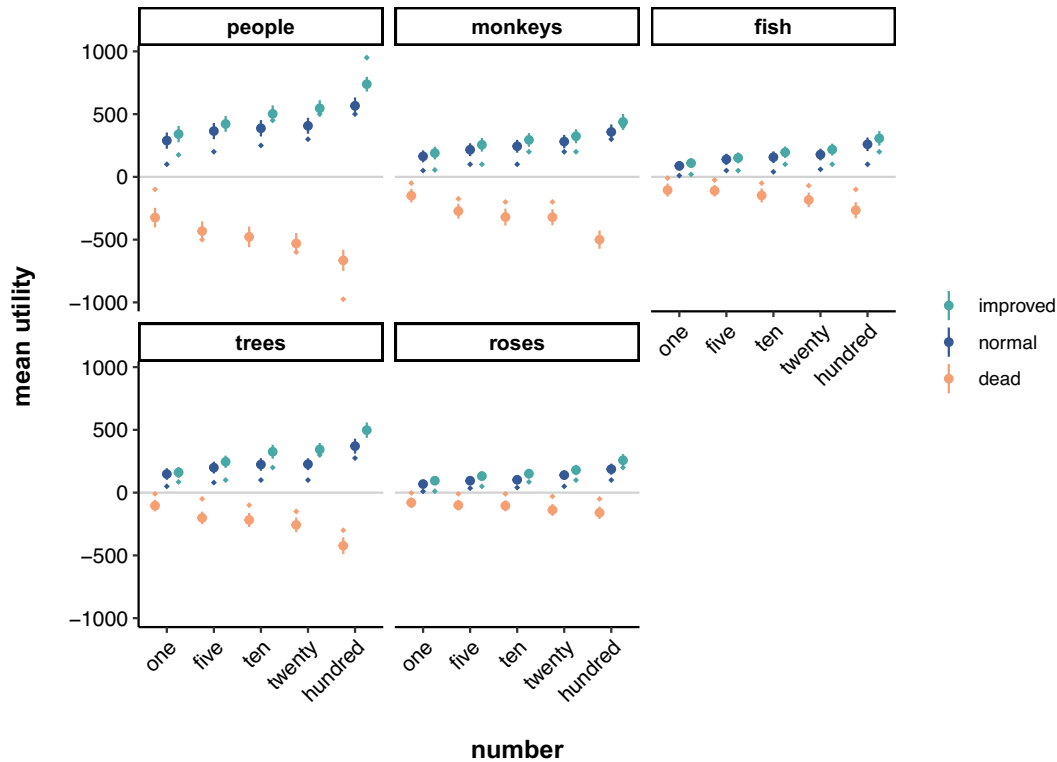 people
monkeys
fish
1000
500
0
−500
−1000
one
five
ten
twenty
hundred
trees
roses
1000
500
0
−500
−1000
one
five
ten
twenty
hundred
one
five
ten
twenty
hundred
mean utility
number
improved
normal
dead